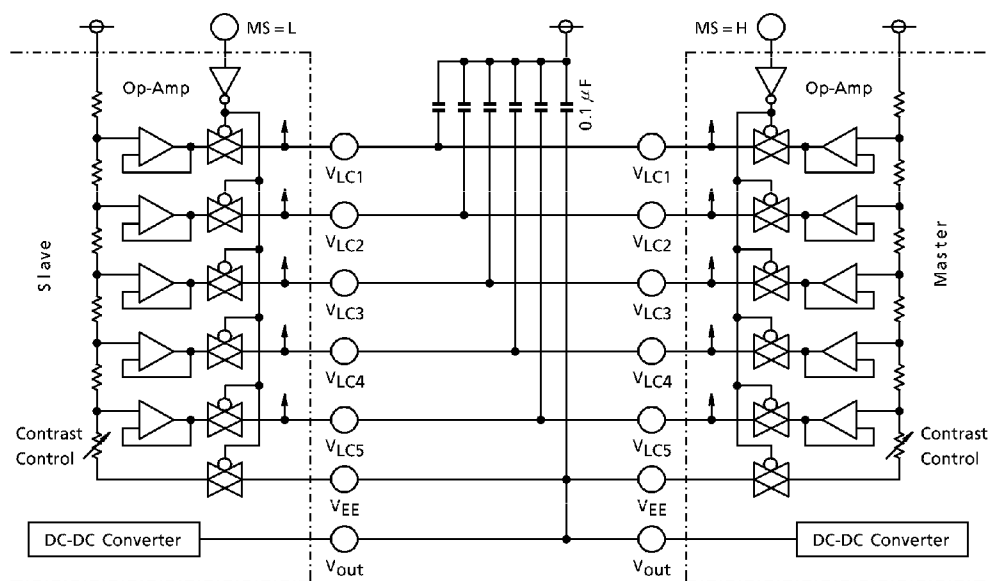 MS = L
MS = H
Op-Amp
Op-Amp
0.1 μF
VLC1
VLC1
VLC2
VLC2
Slave
Master
VLC3
VLC3
VLC4
VLC4
Contrast
Control
Contrast
Control
VLC5
VLC5
VEE
VEE
DC-DC Converter
DC-DC Converter
Vout
Vout